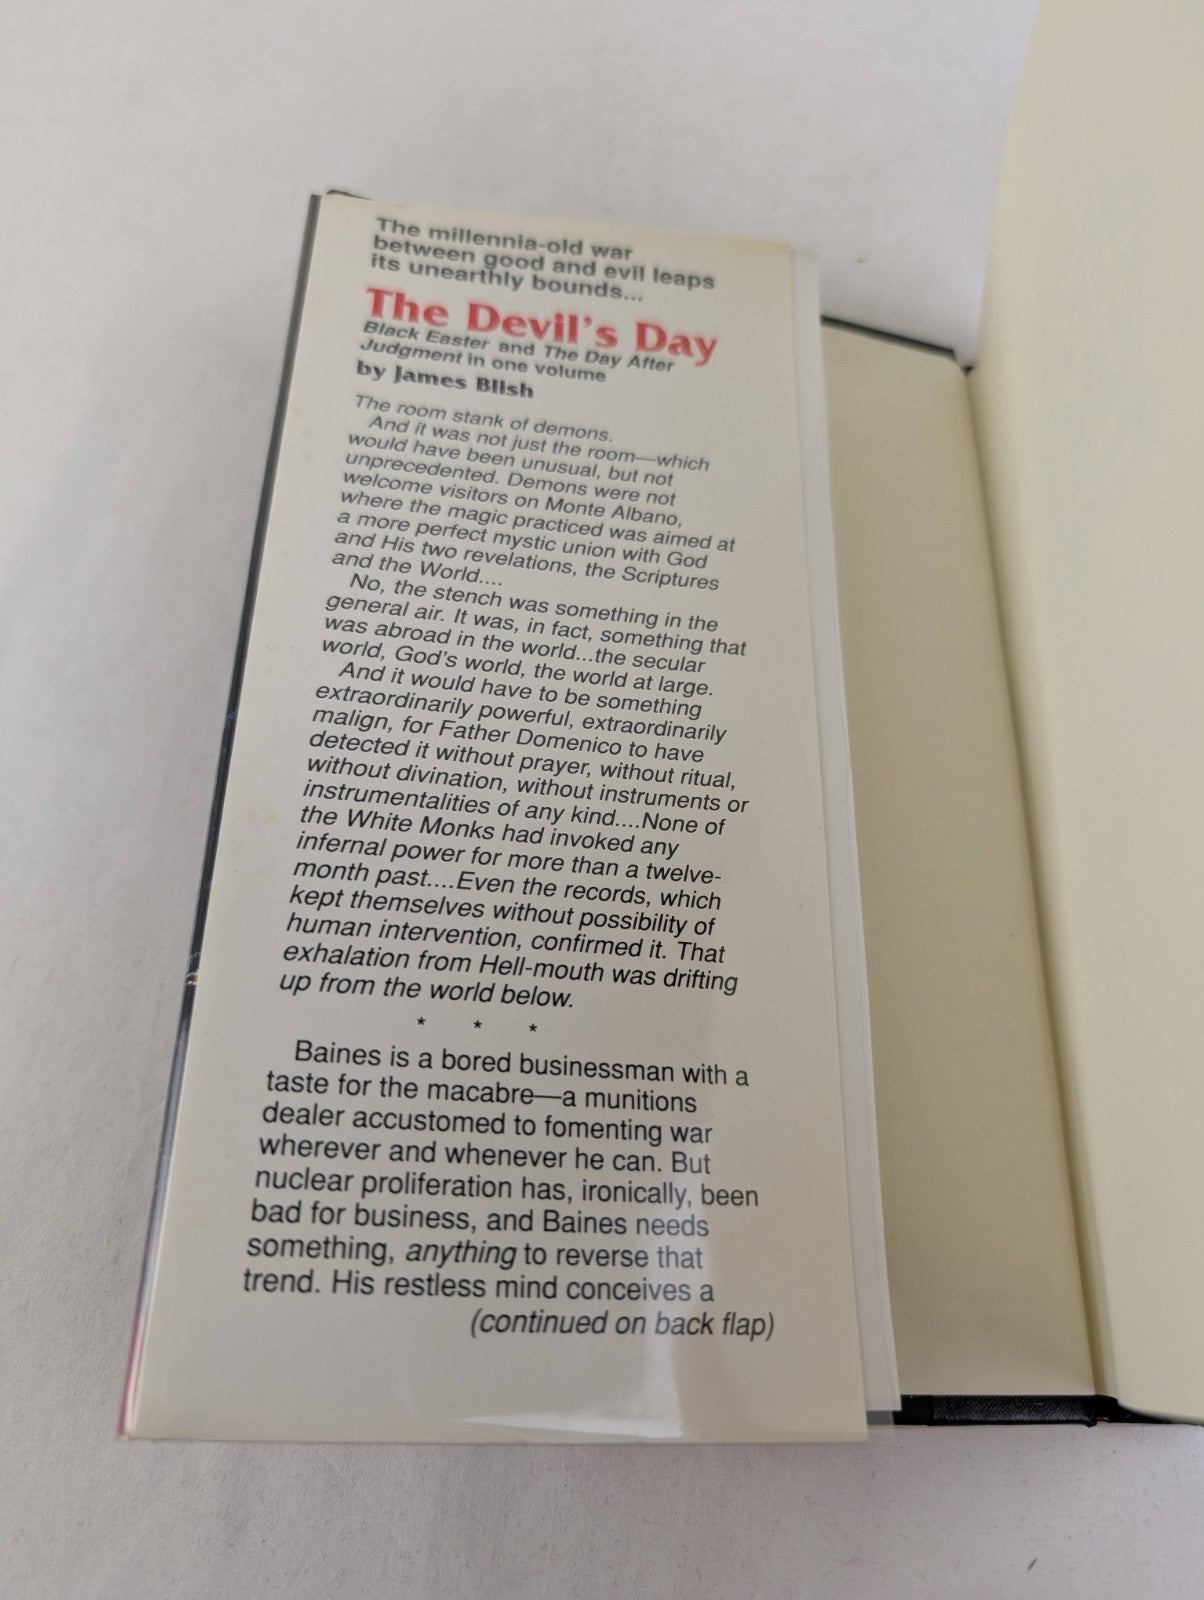 The millennia-old war
between good and evil leaps
its unearthly bounds...
The Devil's Day
Black Easter and The Day After
Judgment in one volume
by James Blish
The room stank of demons.
And it was not just the room—which
would have been unusual, but not
unprecedented. Demons were not
welcome visitors on Monte Albano,
where the magic practiced was aimed at
a more perfect mystic union with God
and His two revelations, the Scriptures
and the World....
No, the stench was something in the
general air. It was, in fact, something that
was abroad in the world...the secular
world, God's world, the world at large.
And it would have to be something
extraordinarily powerful, extraordinarily
malign, for Father Domenico to have
detected it without prayer, without ritual,
without divination, without instruments or
instrumentalities of any kind....None of
the White Monks had invoked any
infernal power for more than a twelve-
month past....Even the records, which
kept themselves without possibility of
human intervention, confirmed it. That
exhalation from Hell-mouth was drifting
up from the world below.
* * *
Baines is a bored businessman with a
taste for the macabre—a munitions
dealer accustomed to fomenting war
wherever and whenever he can. But
nuclear proliferation has, ironically, been
bad for business, and Baines needs
something, anything to reverse that
trend. His restless mind conceives a
(continued on back flap)